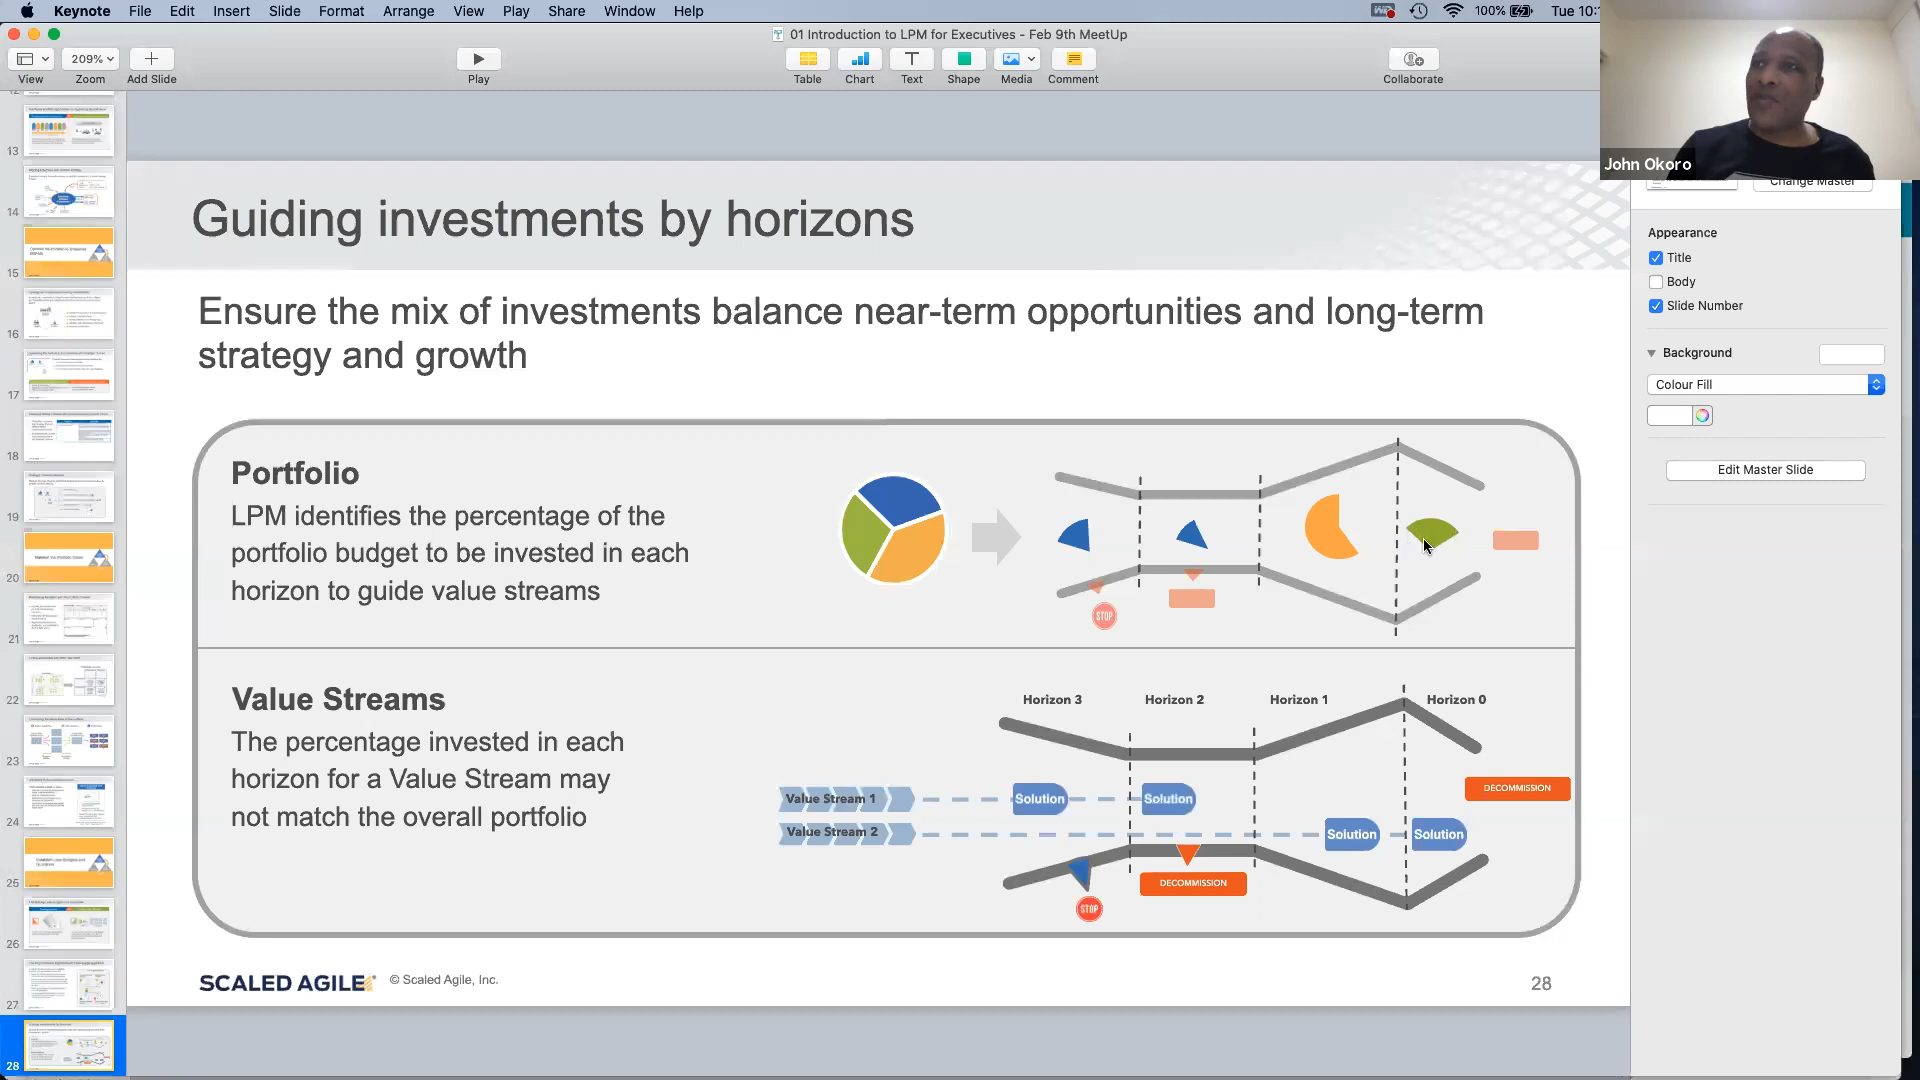 Keynote File Edit Insert Slide Format Arrange View Play Share Window Help
100%
Tue 10:
01 Introduction to LPM for Executives - Feb 9th MeetUp
209%
View Zoom Add Slide Play Table Chart Text Shape Media Comment Collaborate
John Okoro
Change Master
Appearance
Title
Body
Slide Number
Background
Colour Fill
Edit Master Slide
13
14
15
16
17
18
19
20
21
22
23
24
25
26
27
28
Guiding investments by horizons
Ensure the mix of investments balance near-term opportunities and long-term
strategy and growth
Portfolio
LPM identifies the percentage of the
portfolio budget to be invested in each
horizon to guide value streams
STOP
Value Streams
The percentage invested in each
horizon for a Value Stream may
not match the overall portfolio
Horizon 3 Horizon 2 Horizon 1 Horizon 0
DECOMMISSION
Value Stream 1 Solution Solution
Value Stream 2 Solution Solution
DECOMMISSION
STOP
SCALED AGILE® © Scaled Agile, Inc.
28